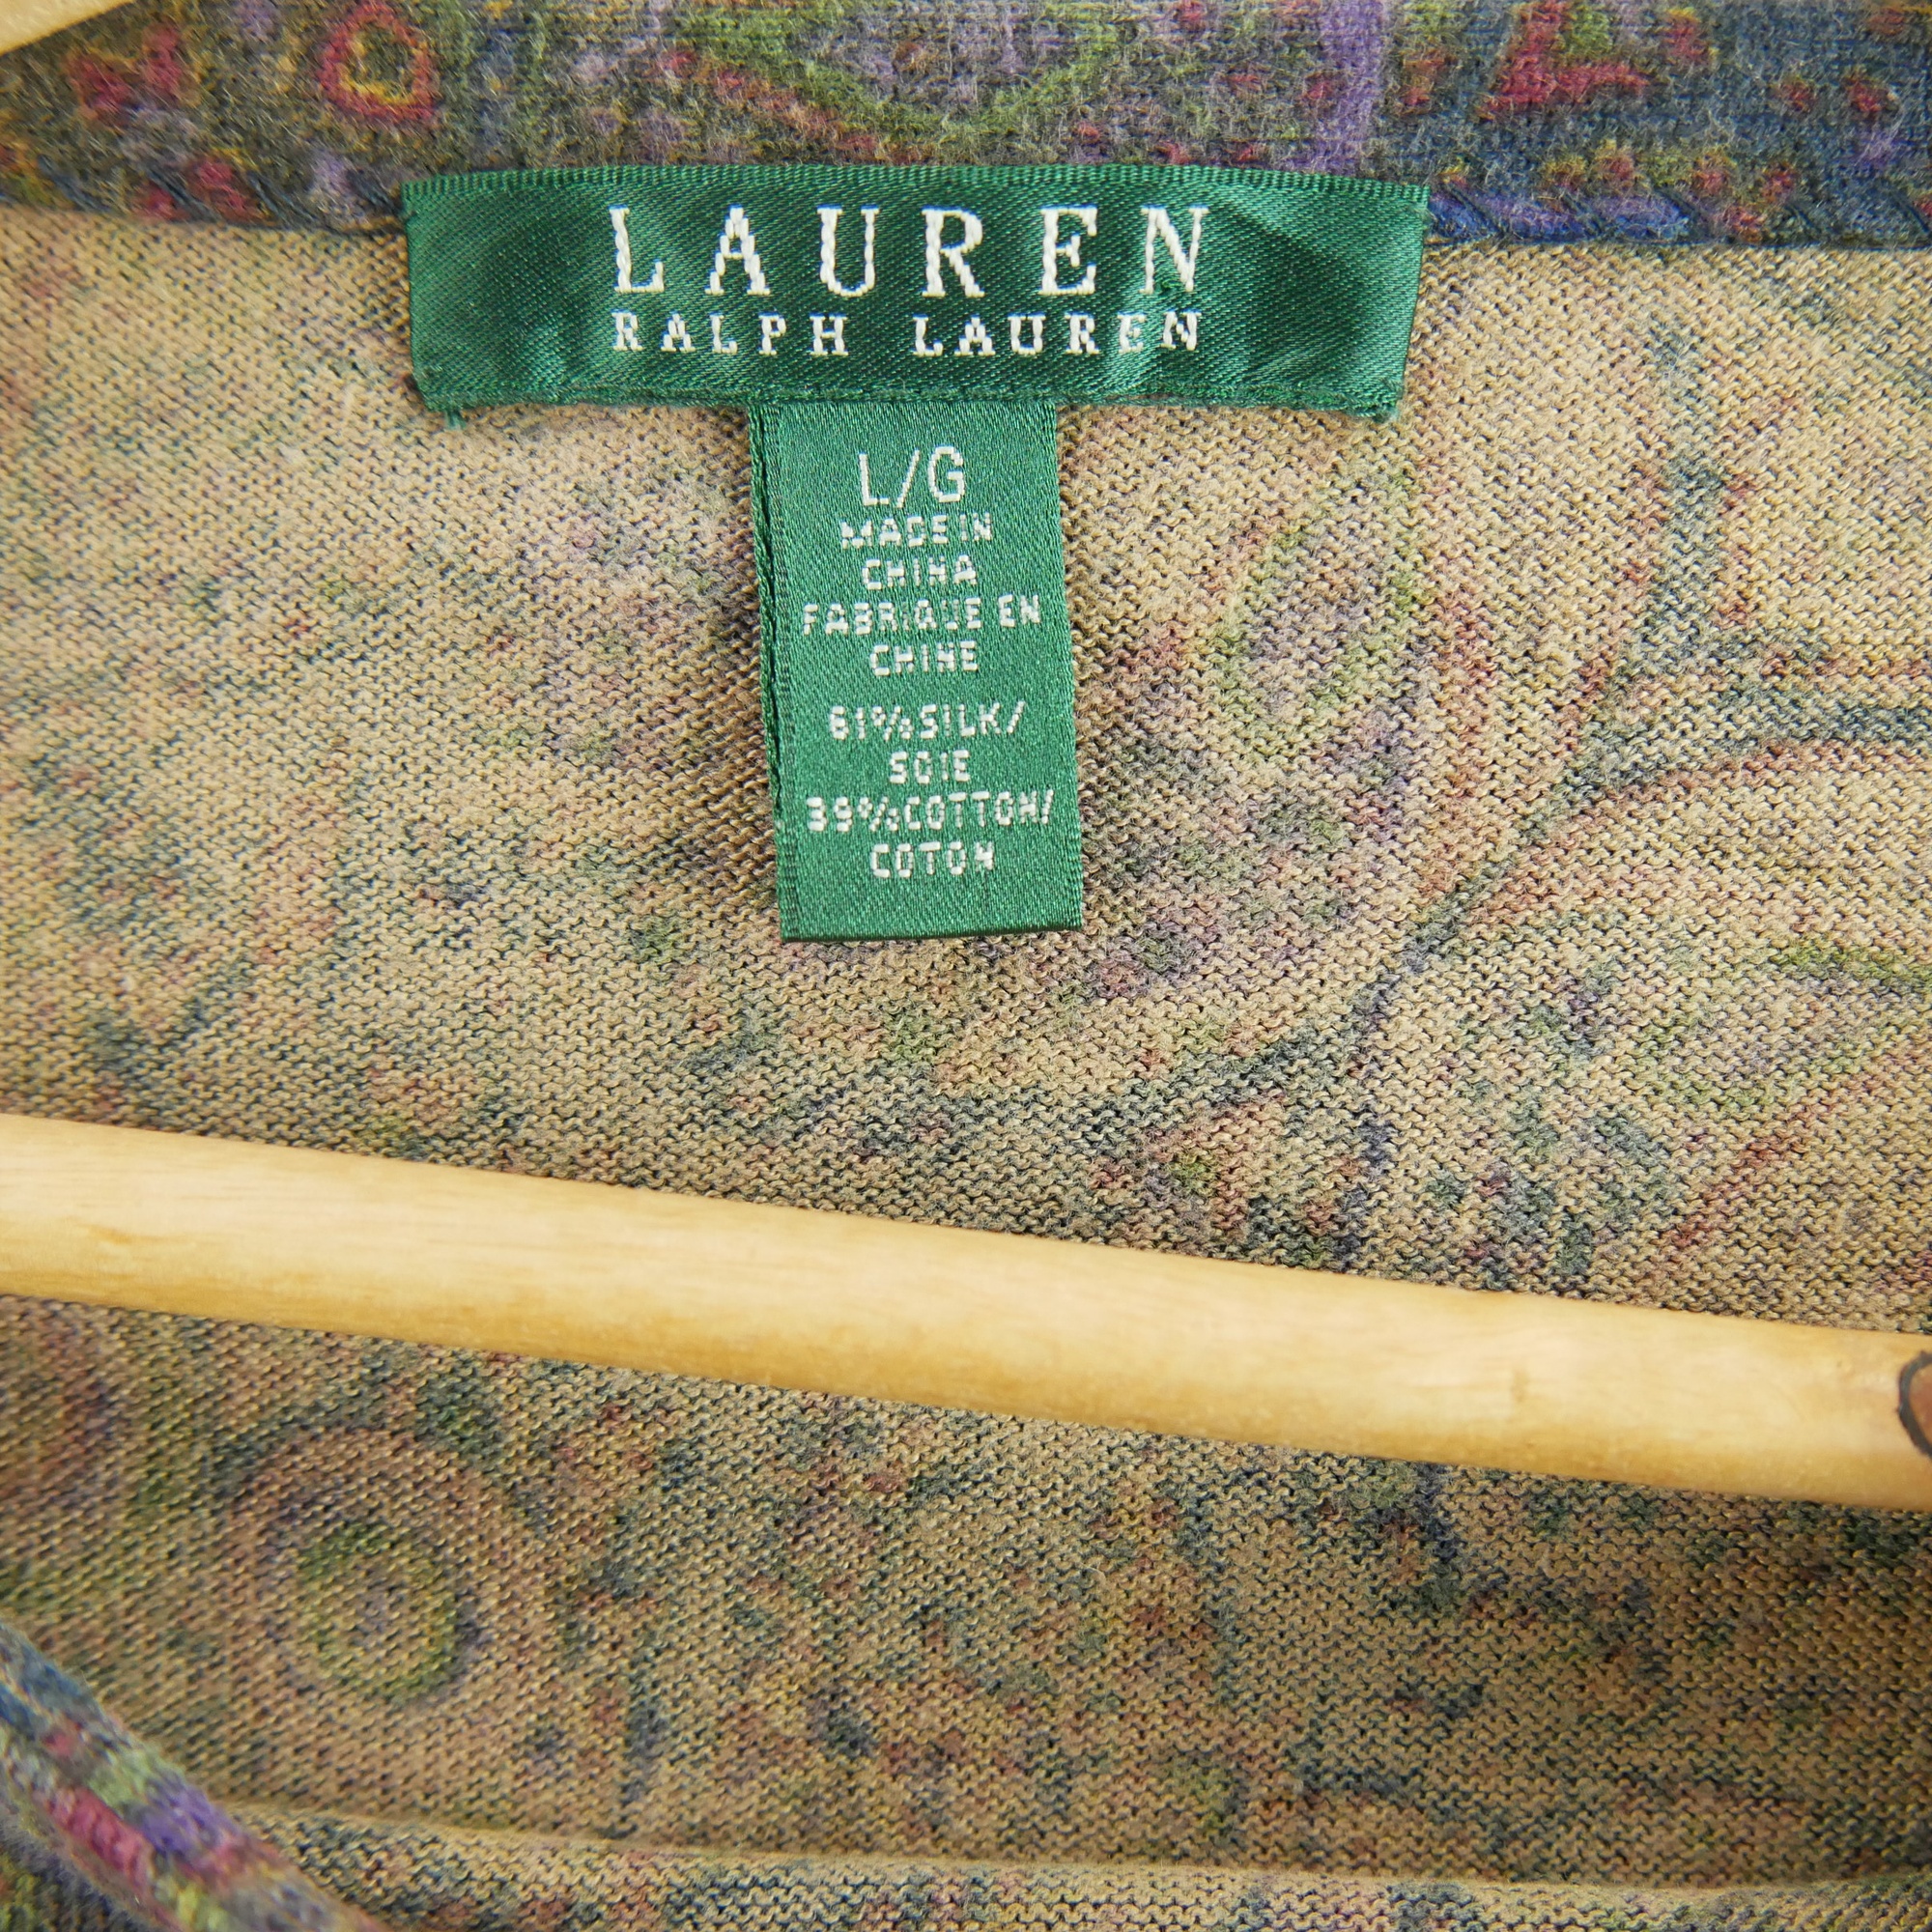 LAUREN
RALPH LAUREN
L/G
MADE IN
CHINA
FABRIQUE EN
CHINE
61%SILK/
SOIE
39%COTTON/
COTON